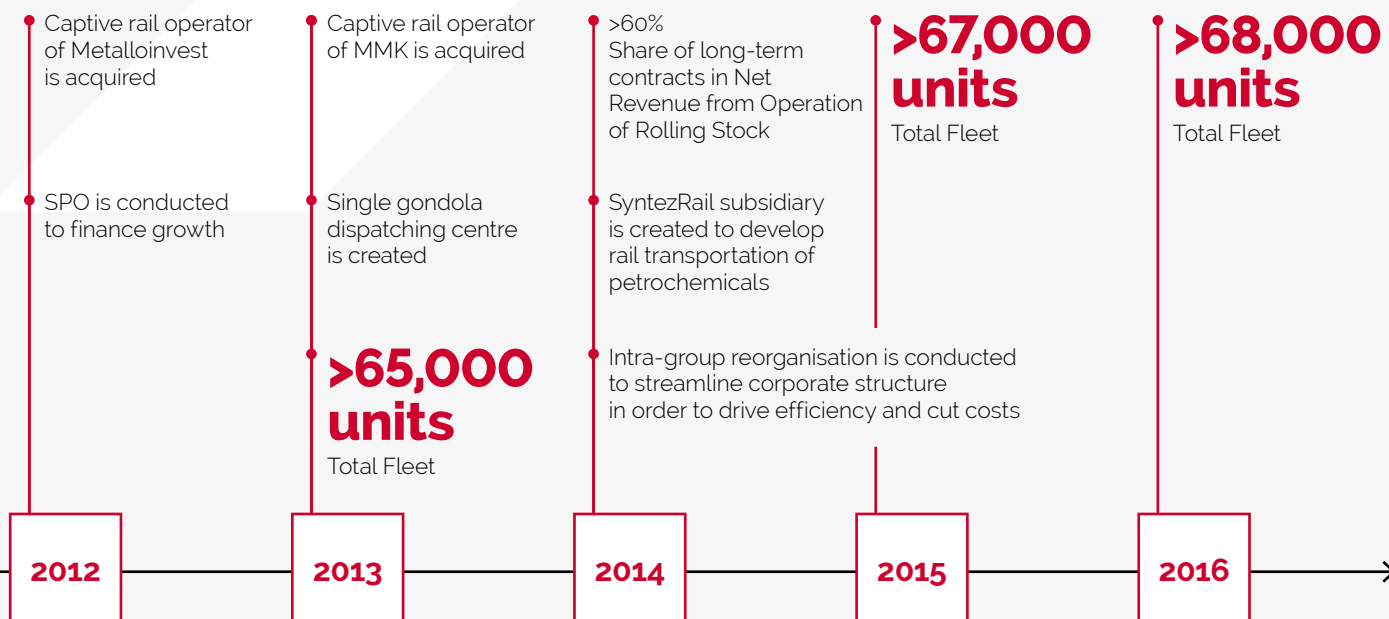 Captive rail operator
of Metalloinvest
is acquired
SPO is conducted
to finance growth
2012
Captive rail operator
of MMK is acquired
Single gondola
dispatching centre
is created
>65,000
units
Total Fleet
2013
>60%
Share of long-term
contracts in Net
Revenue from Operation
of Rolling Stock
SyntezRail subsidiary
is created to develop
rail transportation of
petrochemicals
Intra-group reorganisation is conducted
to streamline corporate structure
in order to drive efficiency and cut costs
2014
>67,000
units
Total Fleet
2015
>68,000
units
Total Fleet
2016